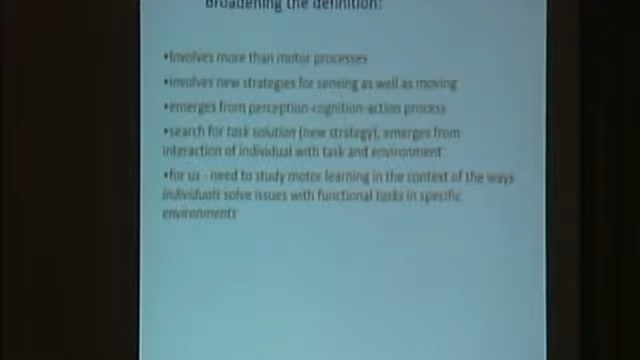 Broadening the definition:
•Involves more than motor processes
•involves new strategies for sensing as well as moving
•emerges from perception-cognition-action process
•search for task solution (new strategy), emerges from
interaction of individual with task and environment
•for us - need to study motor learning in the context of the ways
individuals solve issues with functional tasks in specific
environments